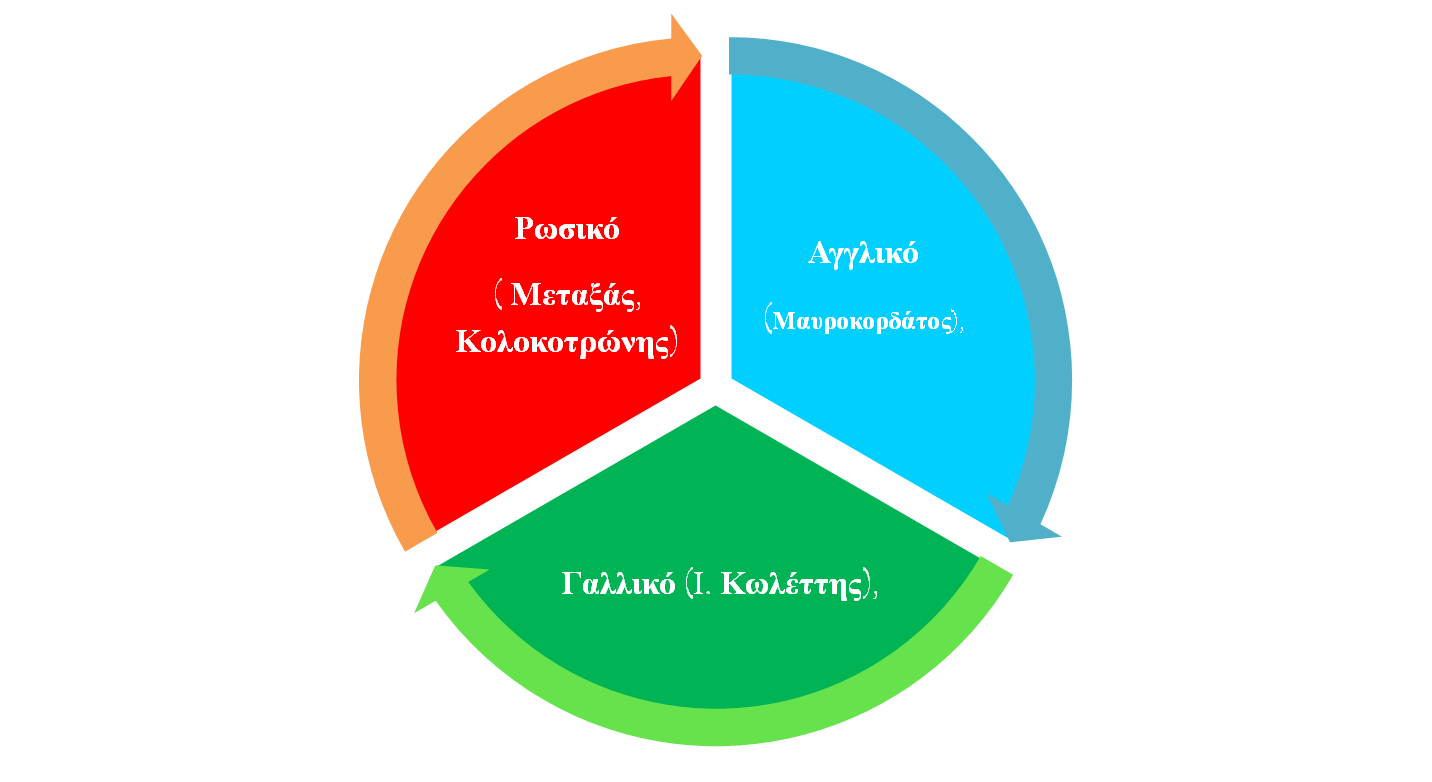 Ρωσικό
( Μεταξάς,
Κολοκοτρώνης)
Αγγλικό
(Μαυροκορδάτος),
Γαλλικό (Ι. Κωλέττης),